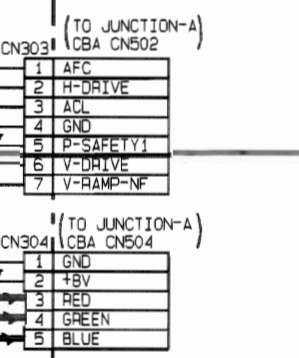 (TO JUNCTION-A)
CN303 CBA CN502
1 AFC
2 H-DRIVE
3 ACL
4 GND
5 P-SAFETY1
6 V-DRIVE
7 V-RAMP-NF
(TO JUNCTION-A)
CN304 CBA CN504
1 GND
2 +8V
3 RED
4 GREEN
5 BLUE